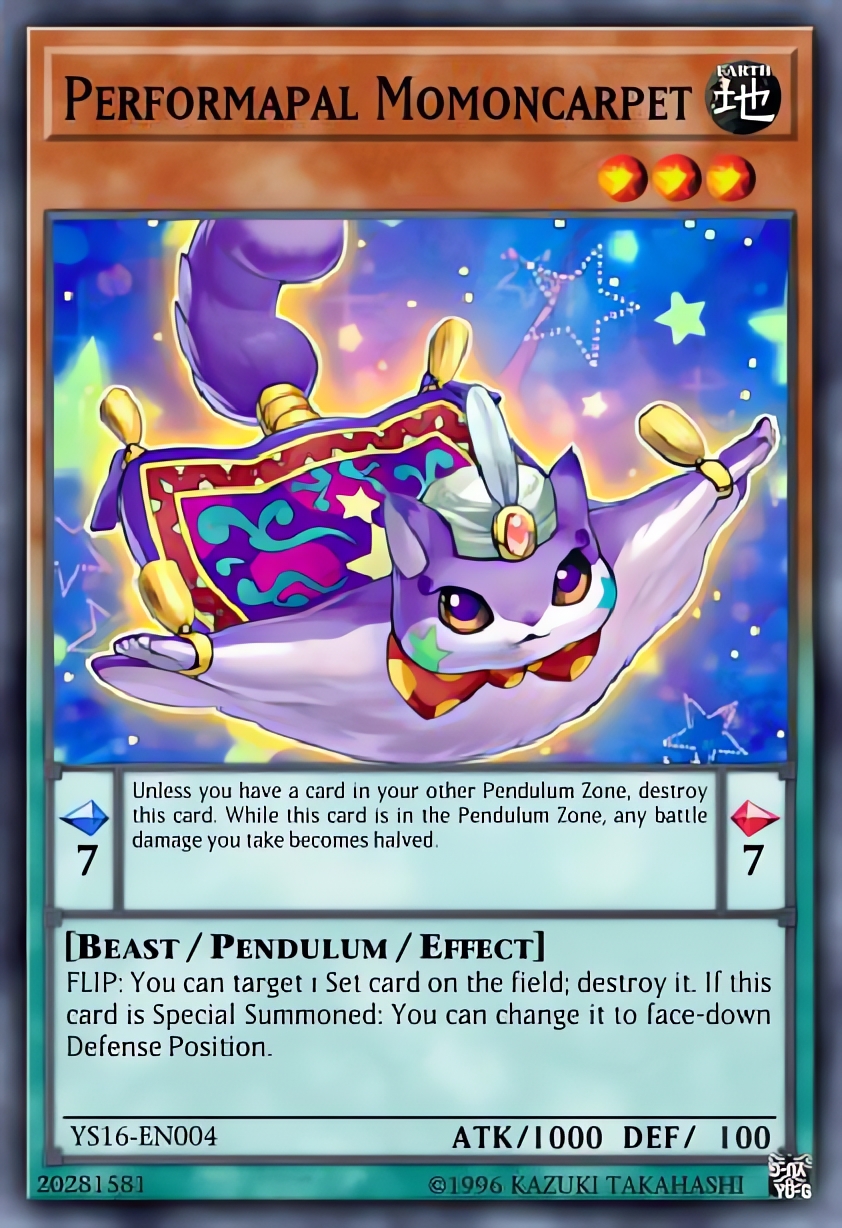 PERFORMAPAL MOMONCARPET
EARTH
地
7
Unless you have a card in your other Pendulum Zone, destroy
this card. While this card is in the Pendulum Zone, any battle
damage you take becomes halved.
7
[BEAST / PENDULUM / EFFECT]
FLIP: You can target 1 Set card on the field; destroy it. If this
card is Special Summoned: You can change it to face-down
Defense Position.
YS16-EN004
ATK/1000 DEF/ 100
20281581
©1996 KAZUKI TAKAHASHI